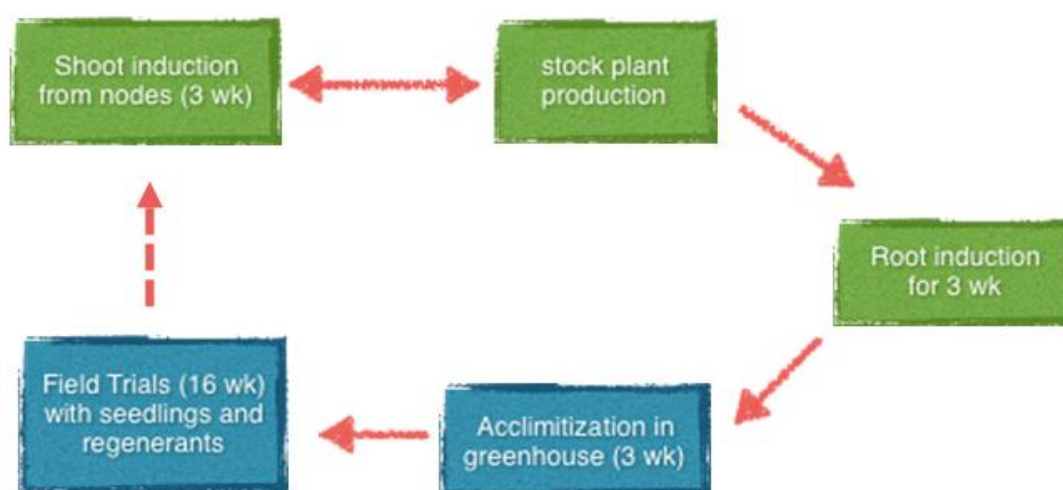 Shoot induction
from nodes (3 wk)
stock plant
production
Root induction
for 3 wk
Acclimitization in
greenhouse (3 wk)
Field Trials (16 wk)
with seedlings and
regenerants